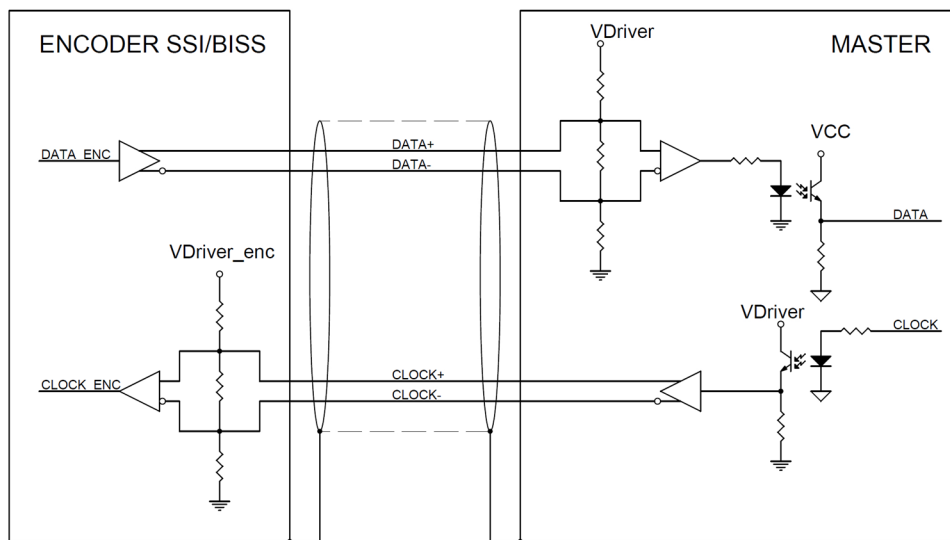 ENCODER SSI/BISS
VDriver
MASTER
VCC
DATA_ENC
DATA+
DATA-
DATA
VDriver_enc
VDriver
CLOCK
CLOCK_ENC
CLOCK+
CLOCK-